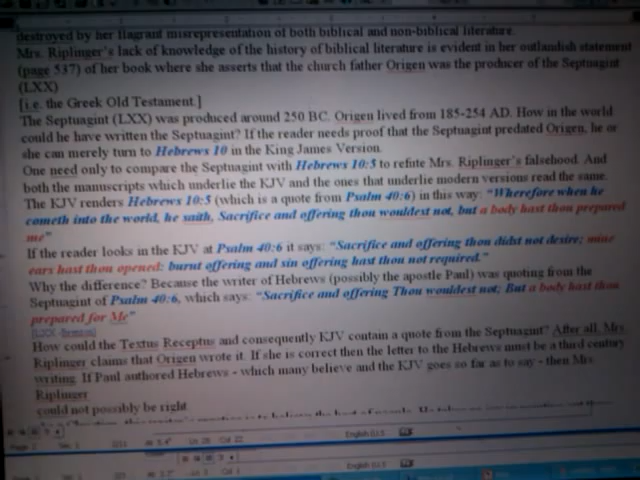 destroyed by her flagrant misrepresentation of both biblical and non-biblical literature.
Mrs. Riplinger's lack of knowledge of the history of biblical literature is evident in her outlandish statement
(page 537) of her book where she asserts that the church father Origen was the producer of the Septuagint
(LXX)
[i.e. the Greek Old Testament.]
The Septuagint (LXX) was produced around 250 BC. Origen lived from 185-254 AD. How in the world
could he have written the Septuagint? If the reader needs proof that the Septuagint predated Origen, he or
she can merely turn to Hebrews 10 in the King James Version.
One need only to compare the Septuagint with Hebrews 10:5 to refute Mrs. Riplinger's falsehood. And
both the manuscripts which underlie the KJV and the ones that underlie modern versions read the same.
The KJV renders Hebrews 10:5 (which is a quote from Psalm 40:6) in this way: "Wherefore when he
cometh into the world, he saith, Sacrifice and offering thou wouldest not, but a body hast thou prepared
me"
If the reader looks in the KJV at Psalm 40:6 it says: "Sacrifice and offering thou didst not desire; mine
ears hast thou opened: burnt offering and sin offering hast thou not required."
Why the difference? Because the writer of Hebrews (possibly the apostle Paul) was quoting from the
Septuagint of Psalm 40:6, which says: "Sacrifice and offering Thou wouldest not; But a body hast thou
prepared for Me"
[LXX -Brenton]
How could the Textus Receptus and consequently KJV contain a quote from the Septuagint? After all, Mrs.
Riplinger claims that Origen wrote it. If she is correct then the letter to the Hebrews must be a third century
writing. If Paul authored Hebrews - which many believe and the KJV goes so far as to say - then Mrs.
Riplinger
could not possibly be right
English (U.S
English (U.S